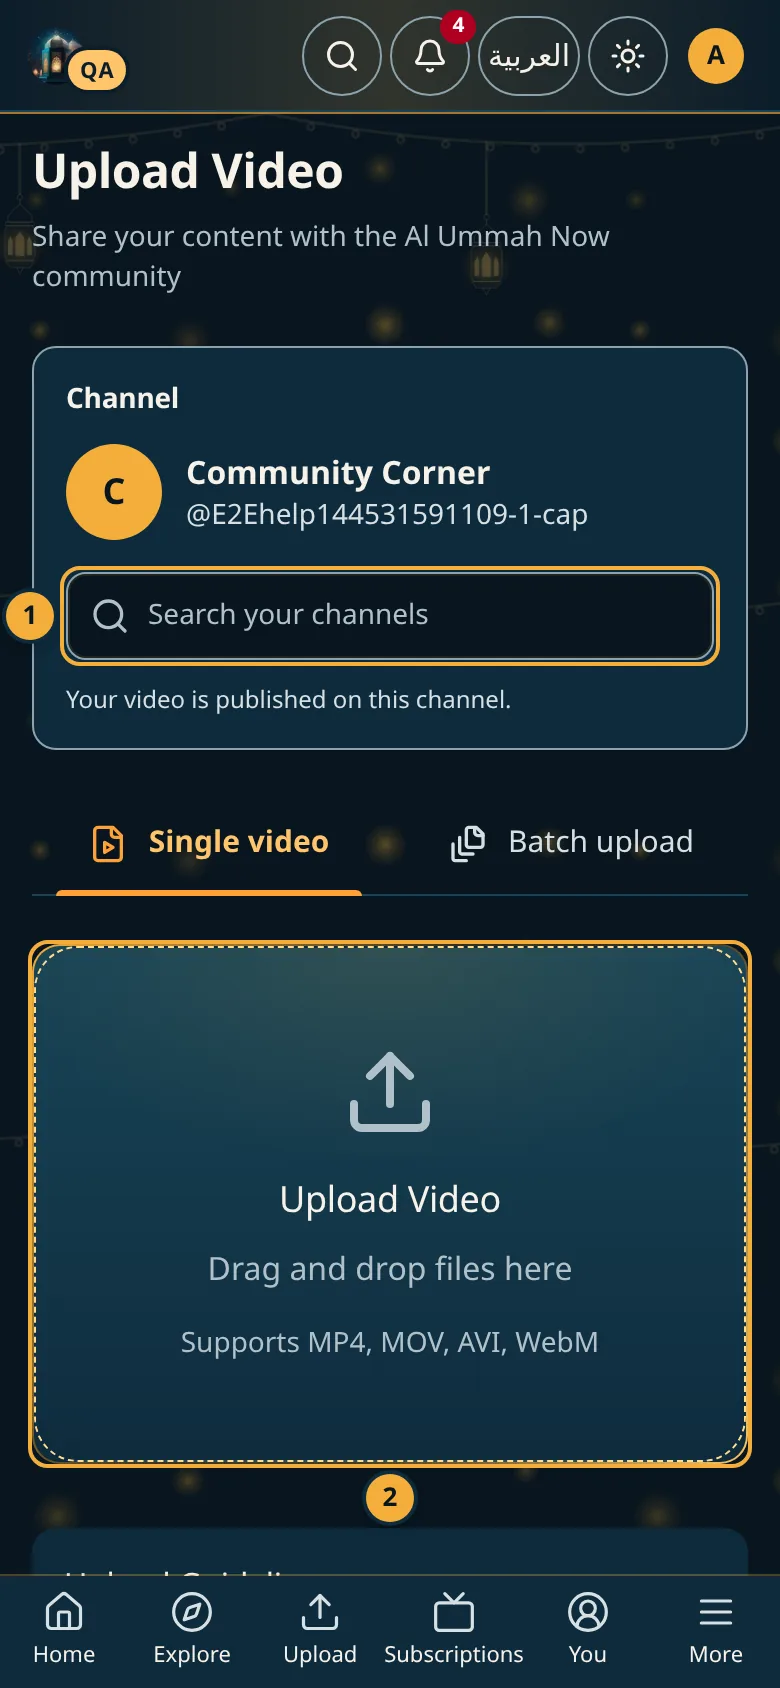 QA
4
العربية
A
Upload Video
Share your content with the Al Ummah Now
community
Channel
C
Community Corner
@E2Ehelp144531591109-1-cap
1
Search your channels
Your video is published on this channel.
Single video
Batch upload
Upload Video
Drag and drop files here
Supports MP4, MOV, AVI, WebM
2
Home
Explore
Upload
Subscriptions
You
More